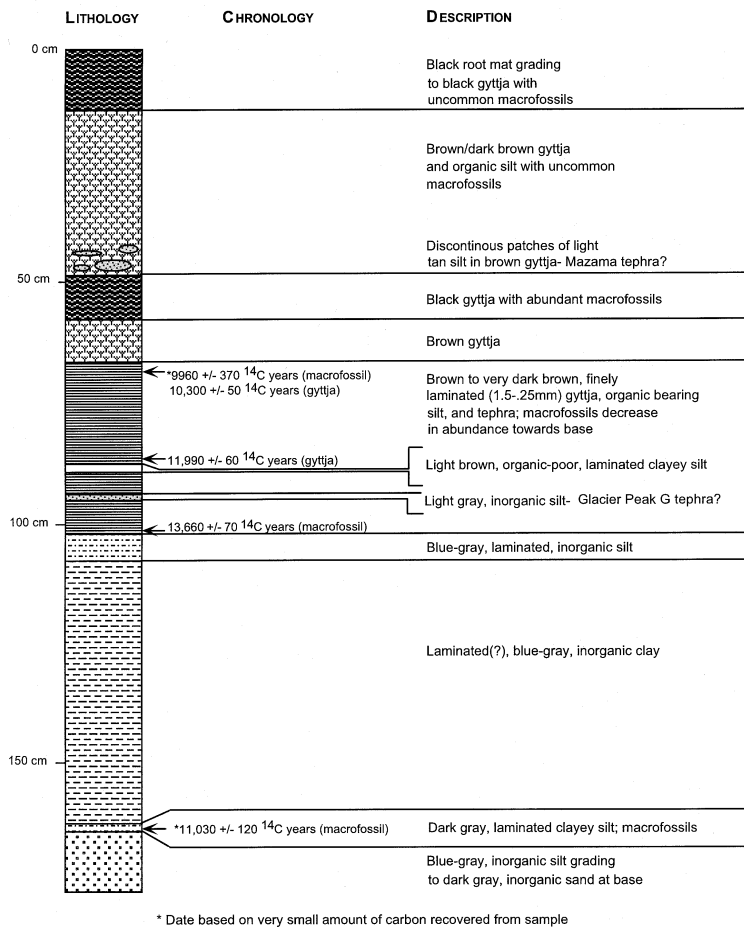 LITHOLOGY CHRONOLOGY DESCRIPTION
0 cm
Black root mat grading
to black gyttja with
uncommon macrofossils
Brown/dark brown gyttja
and organic silt with uncommon
macrofossils
Discontinous patches of light
tan silt in brown gyttja- Mazama tephra?
50 cm
Black gyttja with abundant macrofossils
Brown gyttja
*9960 +/- 370 14C years (macrofossil)
10,300 +/- 50 14C years (gyttja)
Brown to very dark brown, finely
laminated (1.5-.25mm) gyttja, organic bearing
silt, and tephra; macrofossils decrease
in abundance towards base
11,990 +/- 60 14C years (gyttja)
Light brown, organic-poor, laminated clayey silt
Light gray, inorganic silt- Glacier Peak G tephra?
100 cm
13,660 +/- 70 14C years (macrofossil)
Blue-gray, laminated, inorganic silt
Laminated(?), blue-gray, inorganic clay
150 cm
*11,030 +/- 120 14C years (macrofossil)
Dark gray, laminated clayey silt; macrofossils
Blue-gray, inorganic silt grading
to dark gray, inorganic sand at base
* Date based on very small amount of carbon recovered from sample